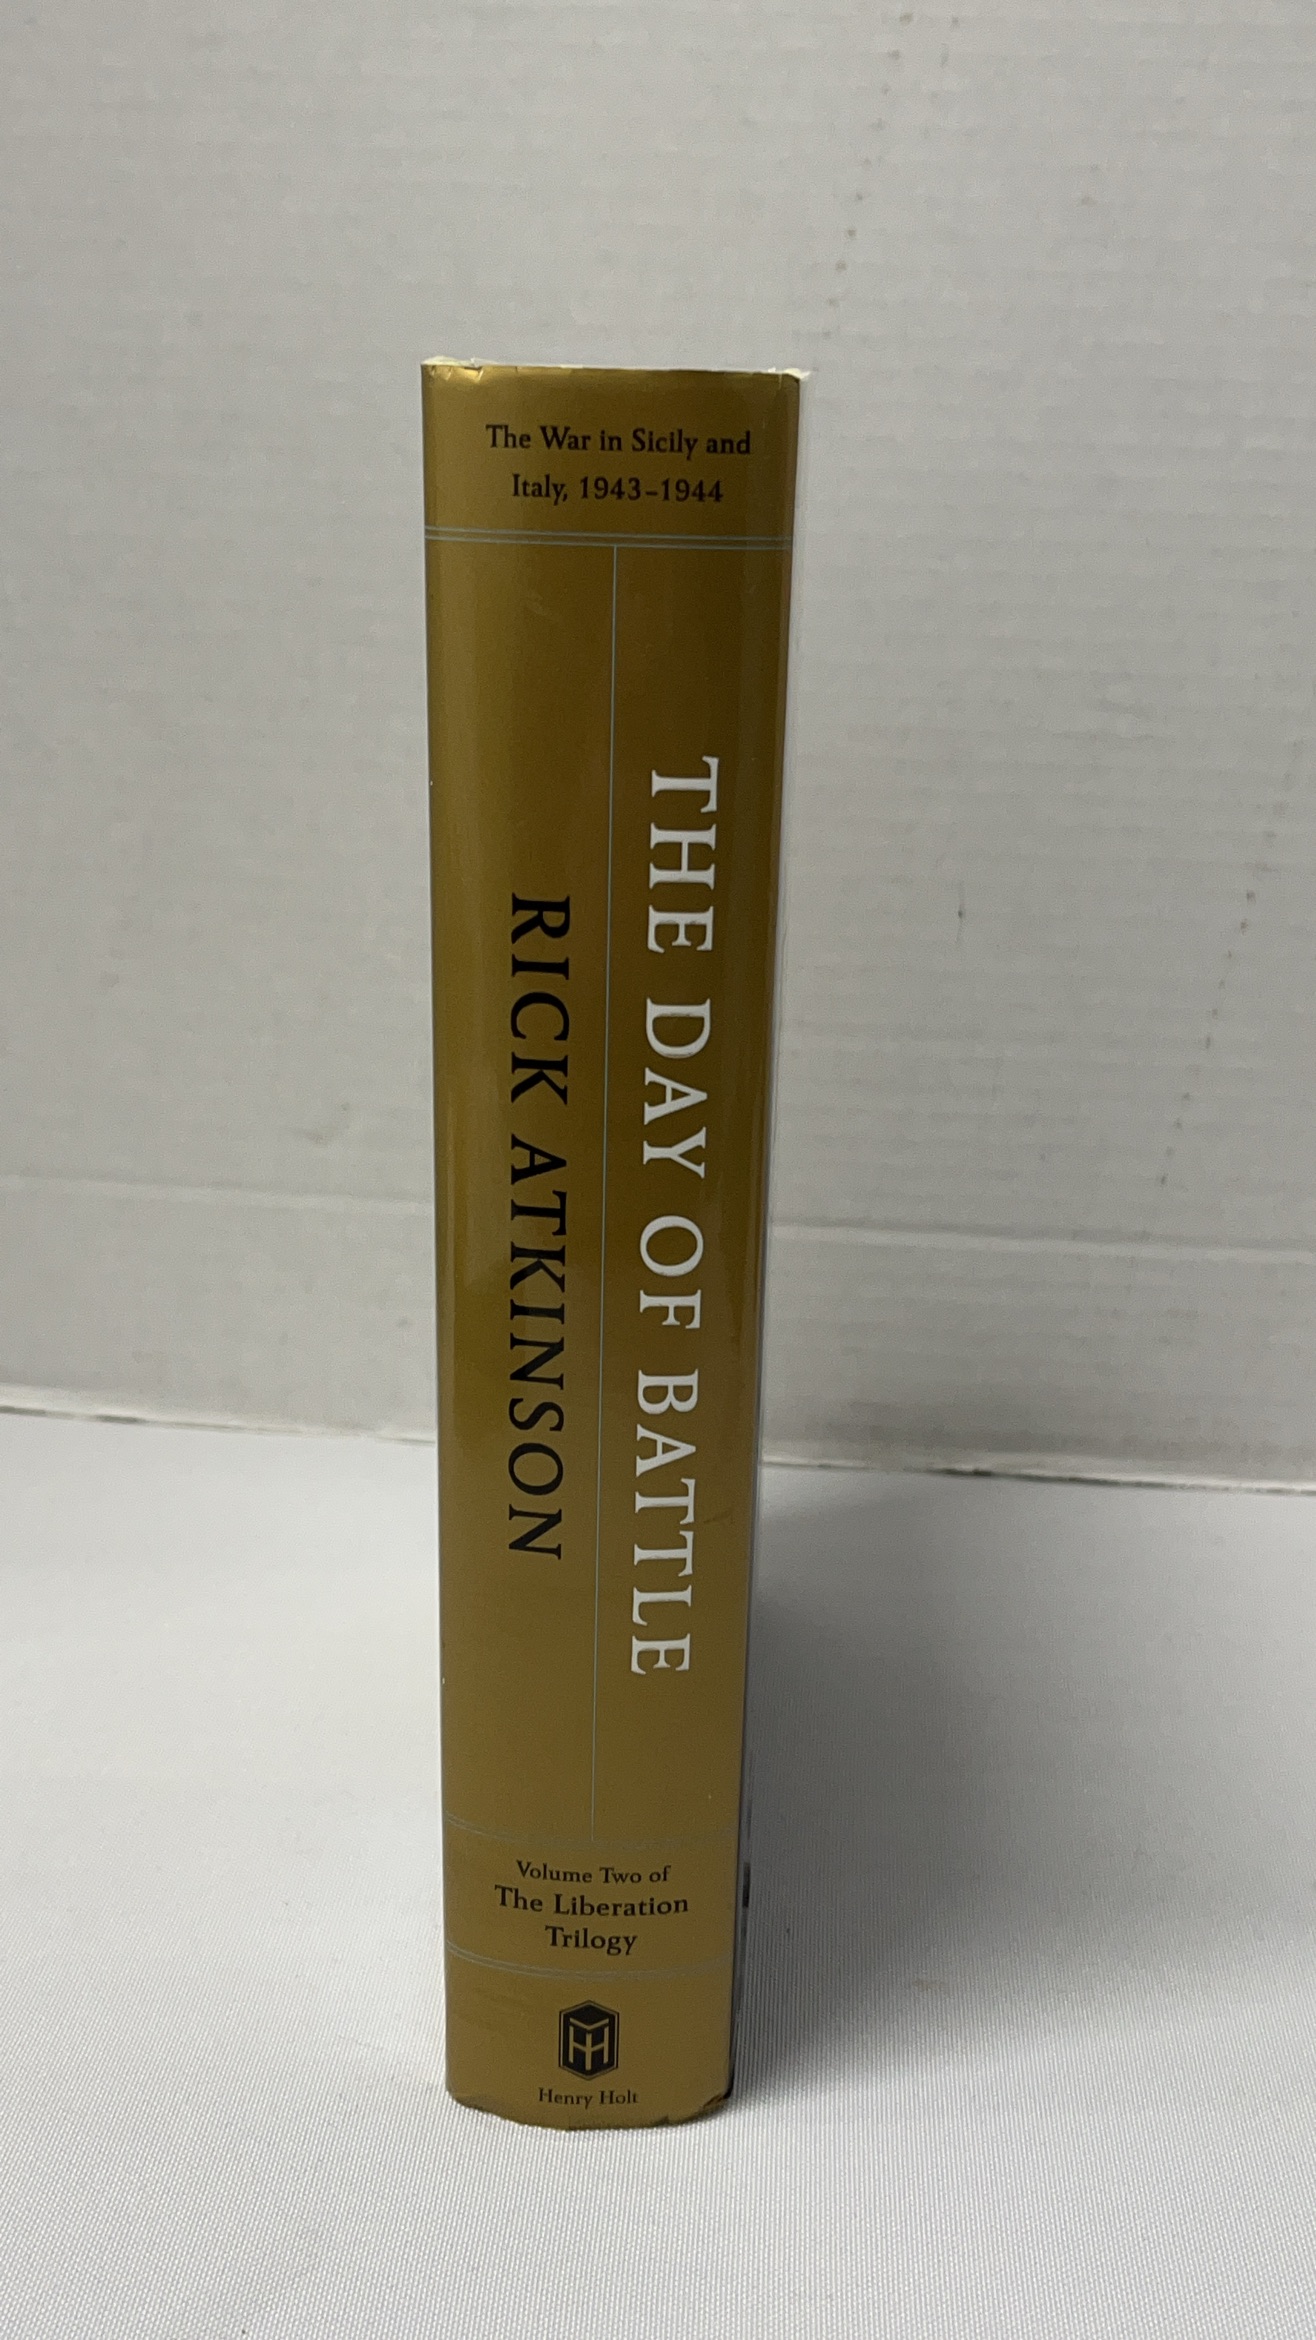 The War in Sicily and
Italy, 1943–1944
THE DAY OF BATTLE
RICK ATKINSON
Volume Two of
The Liberation
Trilogy
Henry Holt